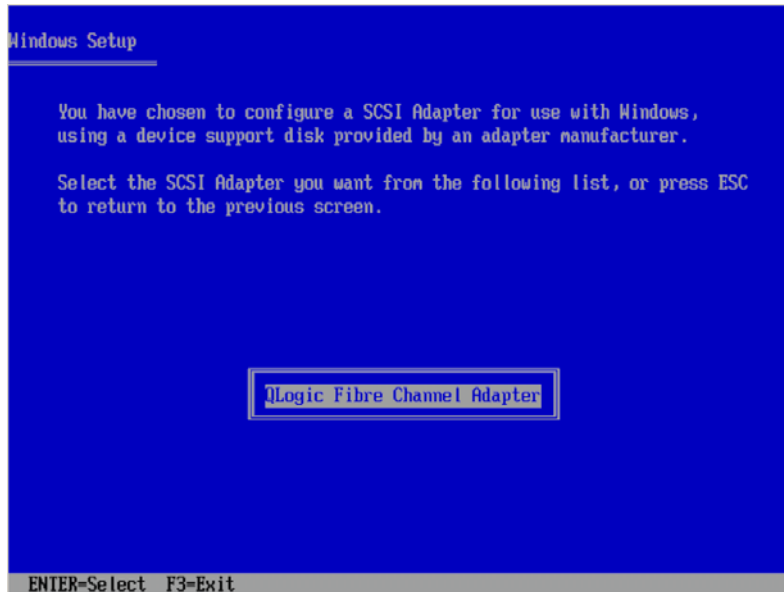 Windows Setup
You have chosen to configure a SCSI Adapter for use with Windows,
using a device support disk provided by an adapter manufacturer.
Select the SCSI Adapter you want from the following list, or press ESC
to return to the previous screen.
QLogic Fibre Channel Adapter
ENTER=Select F3=Exit